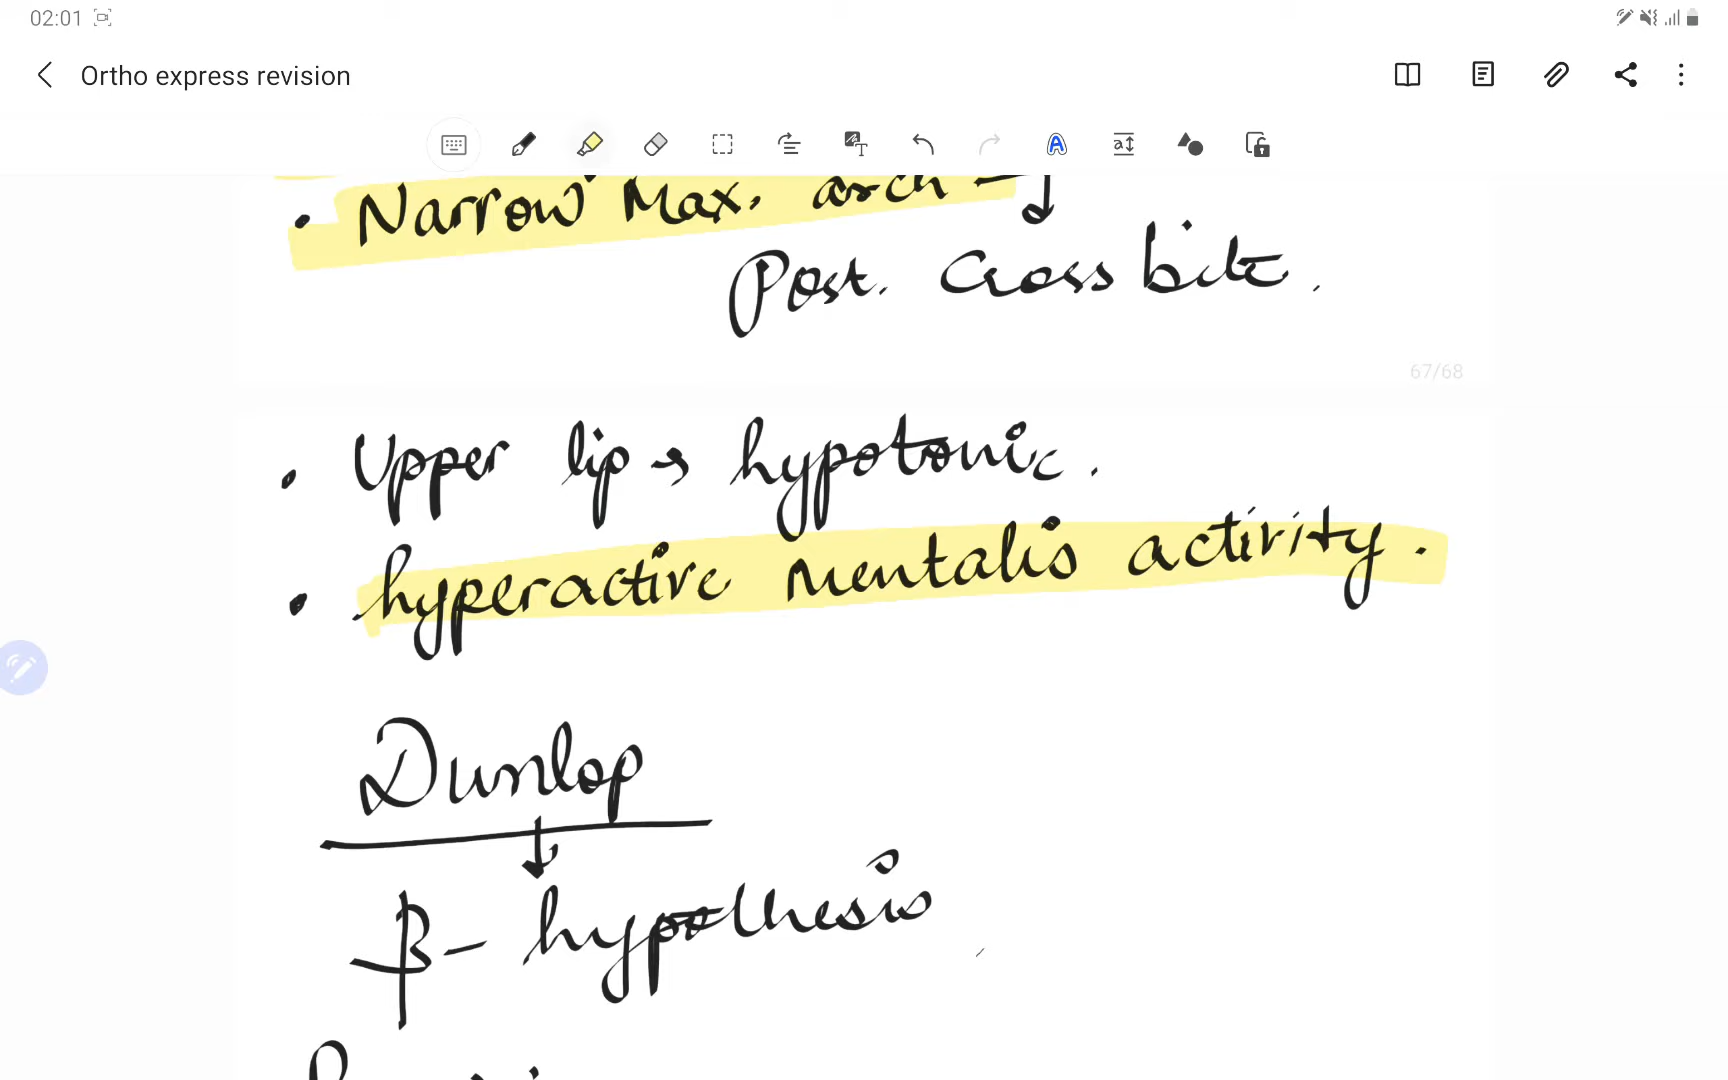 02:01
Ortho express revision
• Narrow Max. arch →
Post. Cross bite.
67/68
• Upper lip → hypotonic.
• hyperactive mentalis activity.
Dunlop
↓
β - hypothesis